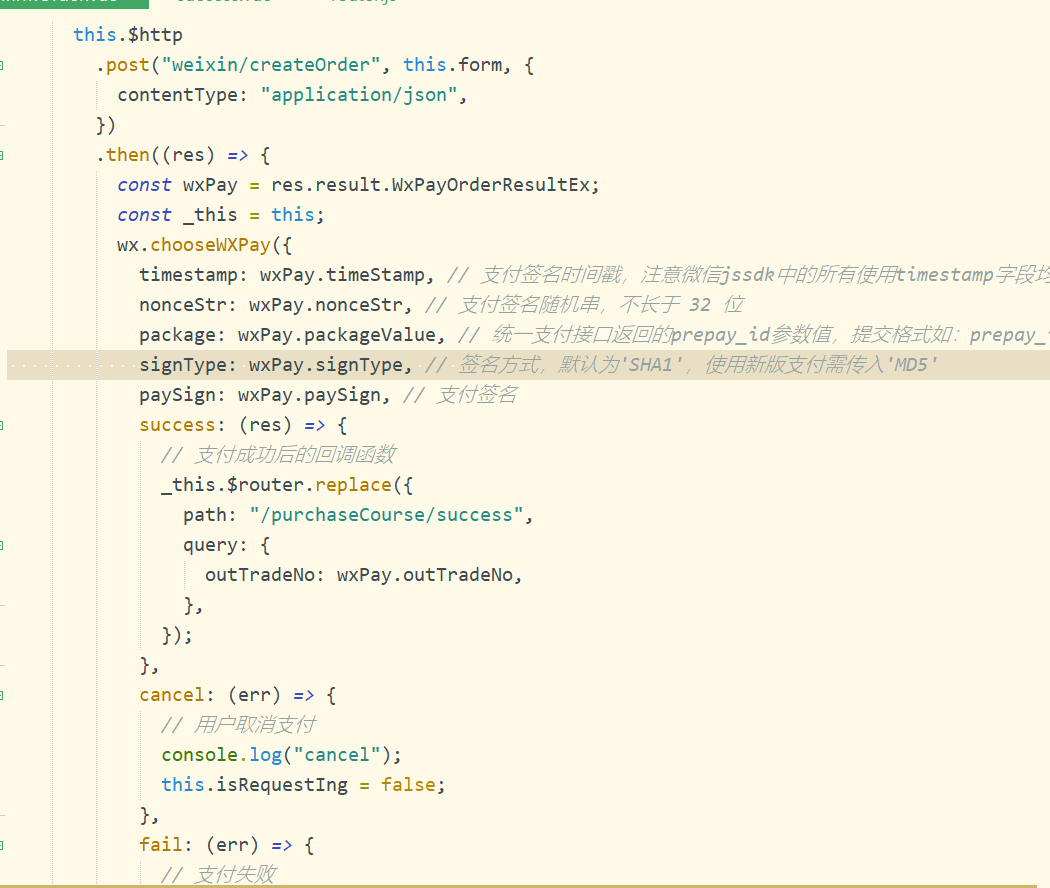 this.$http
.post("weixin/createOrder", this.form, {
contentType: "application/json",
})
.then((res) => {
const wxPay = res.result.WxPayOrderResultEx;
const _this = this;
wx.chooseWXPay({
timestamp: wxPay.timeStamp, // 支付签名时间戳，注意微信jssdk中的所有使用timestamp字段均
nonceStr: wxPay.nonceStr, // 支付签名随机串，不长于 32 位
package: wxPay.packageValue, // 统一支付接口返回的prepay_id参数值，提交格式如：prepay_
signType: wxPay.signType, // 签名方式，默认为'SHA1'，使用新版支付需传入'MD5'
paySign: wxPay.paySign, // 支付签名
success: (res) => {
// 支付成功后的回调函数
_this.$router.replace({
path: "/purchaseCourse/success",
query: {
outTradeNo: wxPay.outTradeNo,
},
});
},
cancel: (err) => {
// 用户取消支付
console.log("cancel");
this.isRequestIng = false;
},
fail: (err) => {
// 支付失败